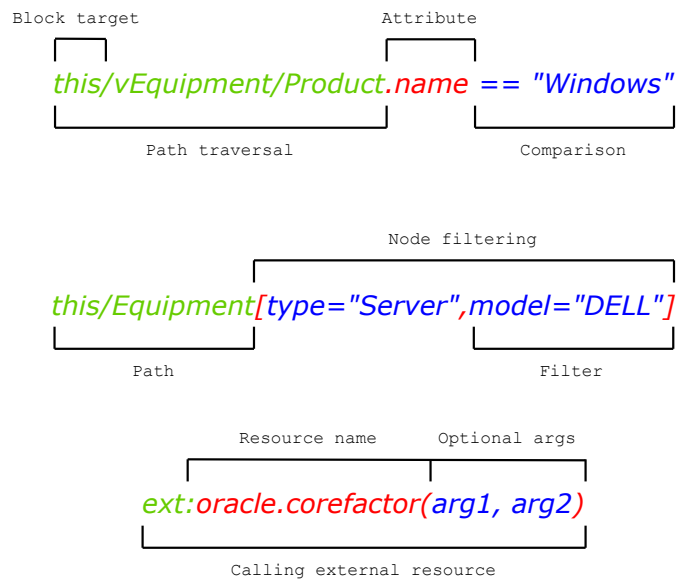 Block target Attribute
this/vEquipment/Product.name == "Windows"
Path traversal Comparison
Node filtering
this/Equipment[type="Server",model="DELL"]
Path Filter
Resource name Optional args
ext:oracle.corefactor(arg1, arg2)
Calling external resource